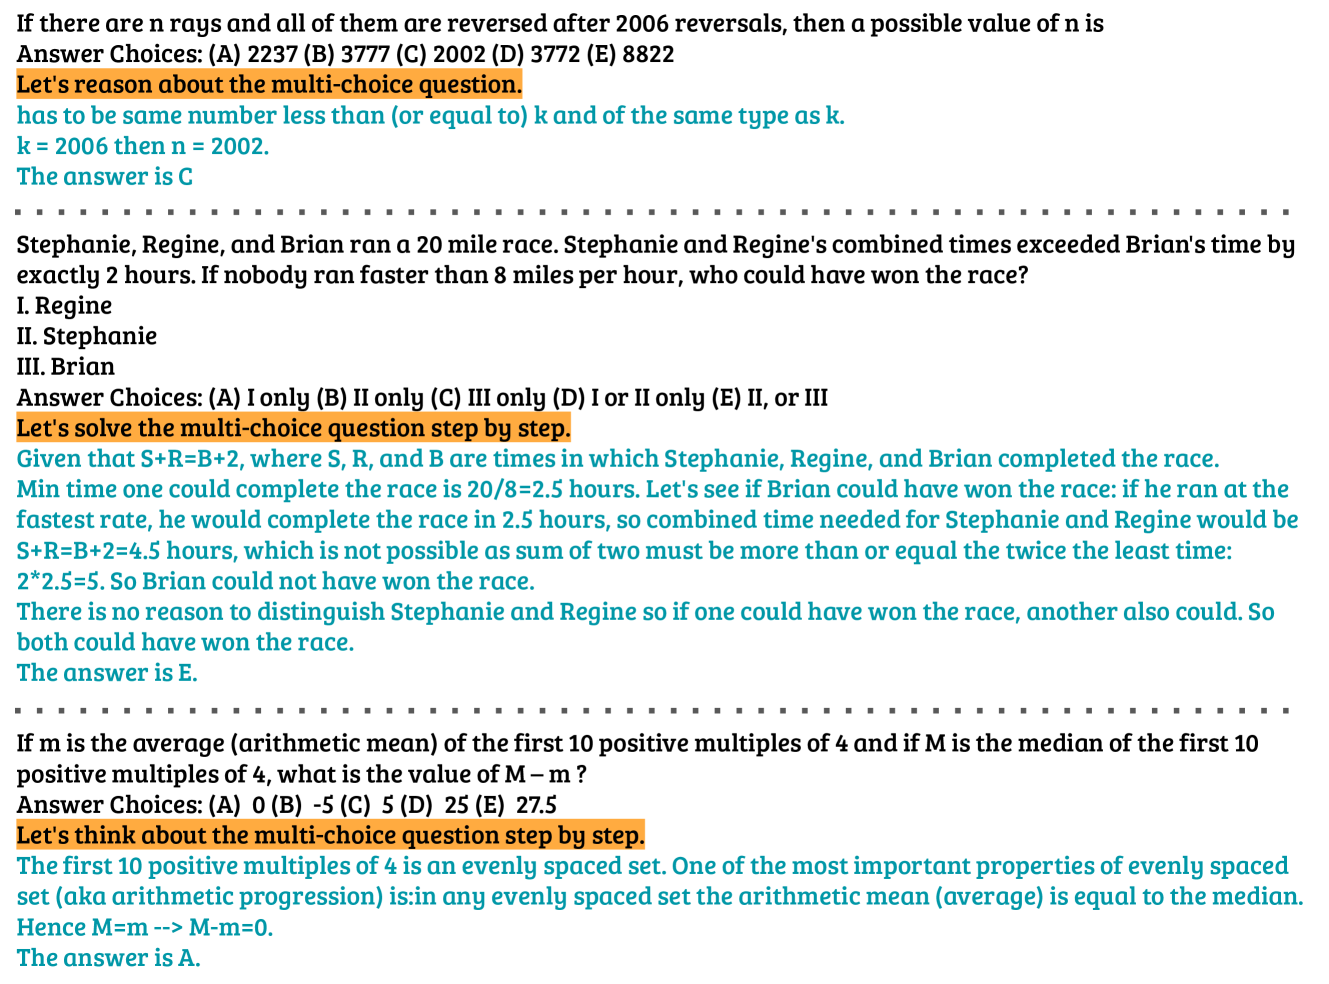 If there are n rays and all of them are reversed after 2006 reversals, then a possible value of n is
Answer Choices: (A) 2237 (B) 3777 (C) 2002 (D) 3772 (E) 8822
Let's reason about the multi-choice question.
has to be same number less than (or equal to) k and of the same type as k.
k = 2006 then n = 2002.
The answer is C
Stephanie, Regine, and Brian ran a 20 mile race. Stephanie and Regine's combined times exceeded Brian's time by
exactly 2 hours. If nobody ran faster than 8 miles per hour, who could have won the race?
I. Regine
II. Stephanie
III. Brian
Answer Choices: (A) I only (B) II only (C) III only (D) I or II only (E) II, or III
Let's solve the multi-choice question step by step.
Given that S+R=B+2, where S, R, and B are times in which Stephanie, Regine, and Brian completed the race.
Min time one could complete the race is 20/8=2.5 hours. Let's see if Brian could have won the race: if he ran at the
fastest rate, he would complete the race in 2.5 hours, so combined time needed for Stephanie and Regine would be
S+R=B+2=4.5 hours, which is not possible as sum of two must be more than or equal the twice the least time:
2*2.5=5. So Brian could not have won the race.
There is no reason to distinguish Stephanie and Regine so if one could have won the race, another also could. So
both could have won the race.
The answer is E.
If m is the average (arithmetic mean) of the first 10 positive multiples of 4 and if M is the median of the first 10
positive multiples of 4, what is the value of M – m ?
Answer Choices: (A)  0 (B)  -5 (C)  5 (D)  25 (E)  27.5
Let's think about the multi-choice question step by step.
The first 10 positive multiples of 4 is an evenly spaced set. One of the most important properties of evenly spaced
set (aka arithmetic progression) is:in any evenly spaced set the arithmetic mean (average) is equal to the median.
Hence M=m --> M-m=0.
The answer is A.